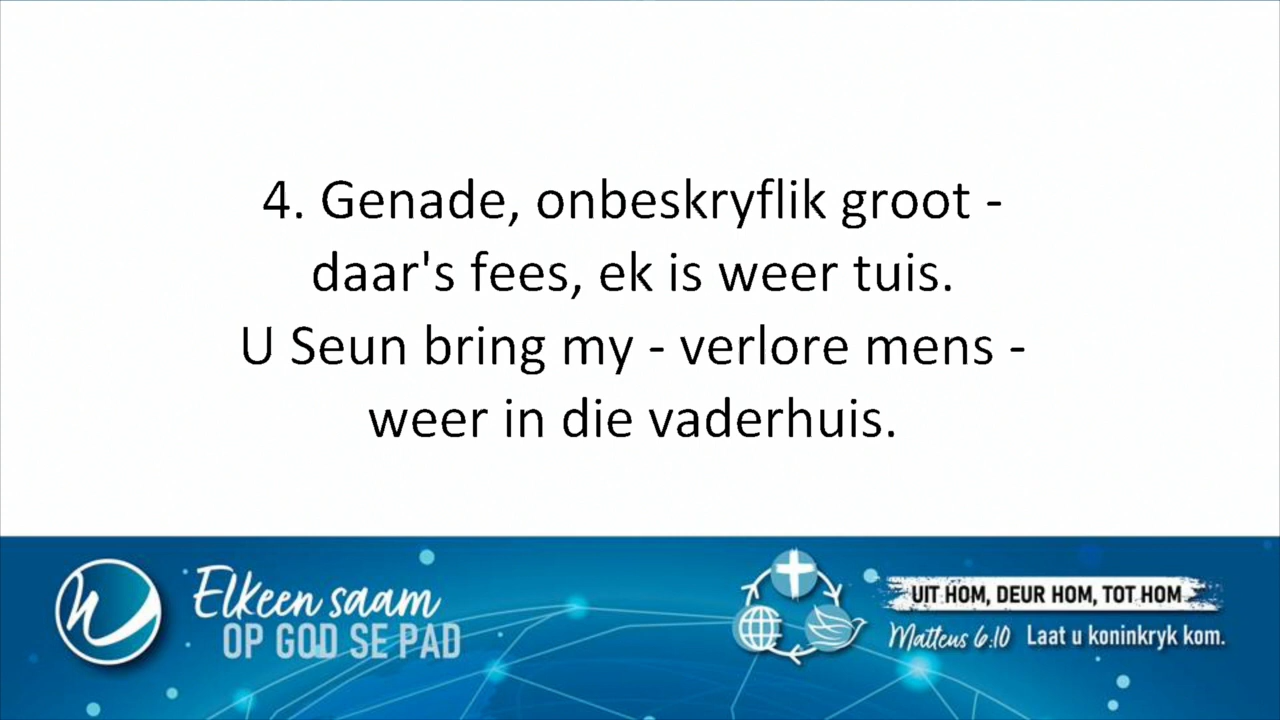 4. Genade, onbeskryflik groot -
daar's fees, ek is weer tuis.
U Seun bring my - verlore mens -
weer in die vaderhuis.
Elkeen saam
OP GOD SE PAD
UIT HOM, DEUR HOM, TOT HOM
Matteus 6:10 Laat u koninkryk kom.